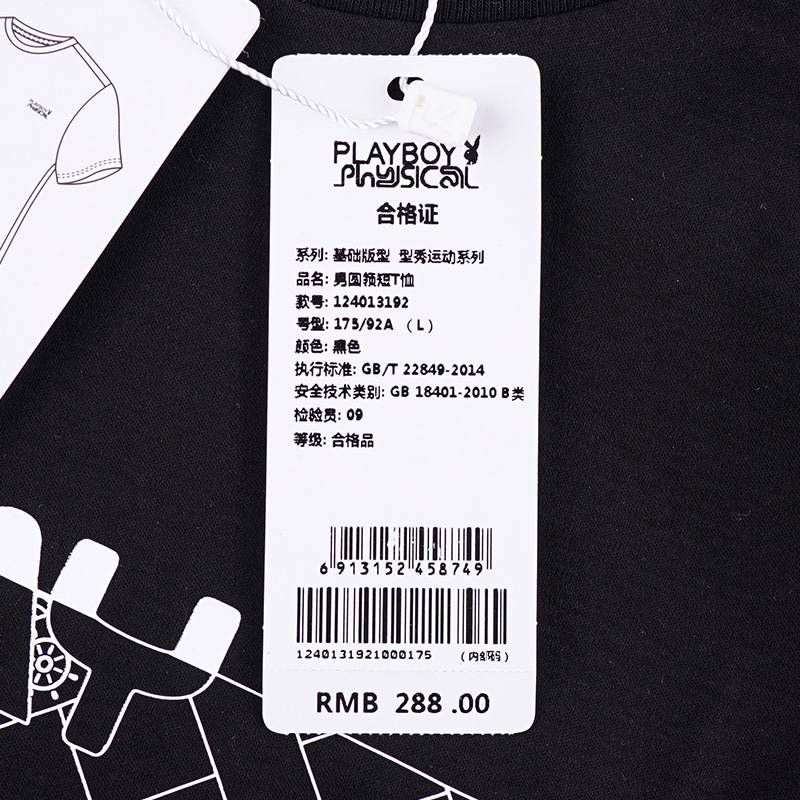 PLAYBOY
PHYSICAL
PLAYBOY
PHYSICAL
合格证
系列: 基础版型 型秀运动系列
品名: 男圆领短T恤
款号: 124013192
号型: 175/92A （L）
颜色: 黑色
执行标准: GB/T 22849-2014
安全技术类别: GB 18401-2010 B类
检验员: 09
等级: 合格品
6 913152 458749
1240131921000175 （内部码）
RMB 288.00